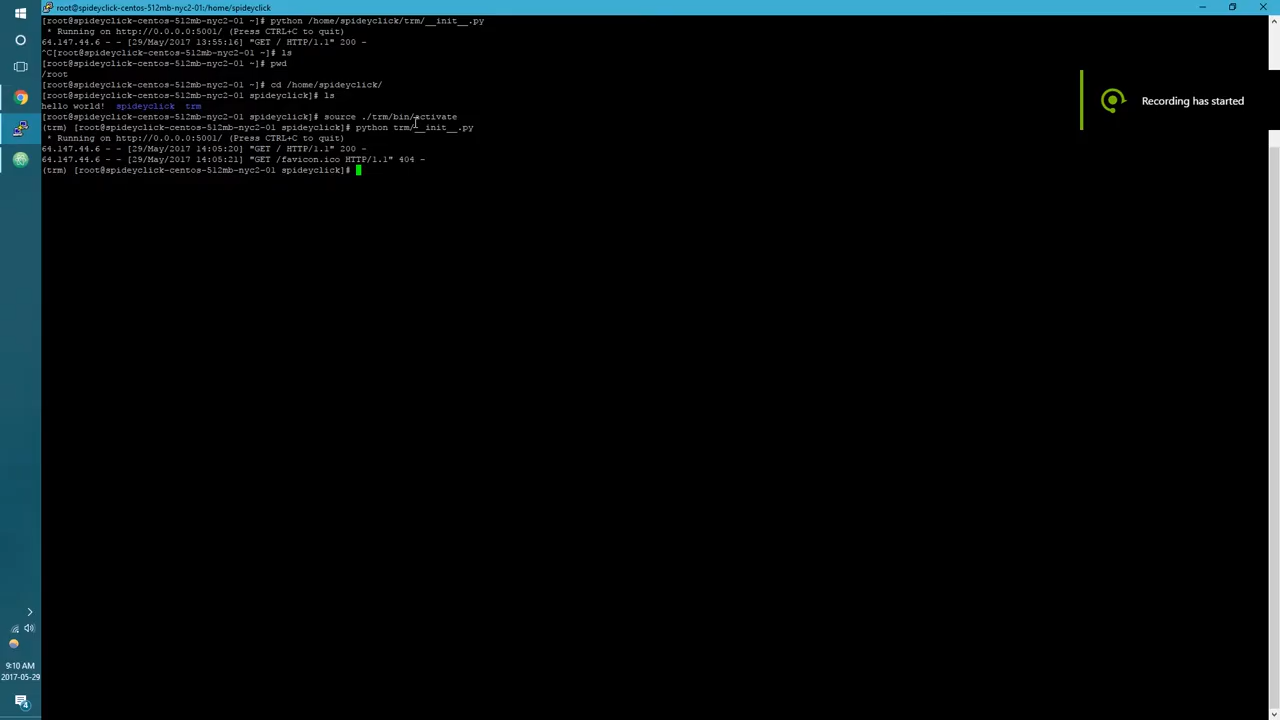 root@spideyclick-centos-512mb-nyc2-01:/home/spideyclick
[root@spideyclick-centos-512mb-nyc2-01 ~]# python /home/spideyclick/trm/__init__.py
* Running on http://0.0.0.0:5001/ (Press CTRL+C to quit)
64.147.44.6 - - [29/May/2017 13:55:16] "GET / HTTP/1.1" 200 -
^C[root@spideyclick-centos-512mb-nyc2-01 ~]# ls
[root@spideyclick-centos-512mb-nyc2-01 ~]# pwd
/root
[root@spideyclick-centos-512mb-nyc2-01 ~]# cd /home/spideyclick/
[root@spideyclick-centos-512mb-nyc2-01 spideyclick]# ls
hello world!  spideyclick  trm
[root@spideyclick-centos-512mb-nyc2-01 spideyclick]# source ./trm/bin/activate
(trm) [root@spideyclick-centos-512mb-nyc2-01 spideyclick]# python trm/__init__.py
* Running on http://0.0.0.0:5001/ (Press CTRL+C to quit)
64.147.44.6 - - [29/May/2017 14:05:20] "GET / HTTP/1.1" 200 -
64.147.44.6 - - [29/May/2017 14:05:21] "GET /favicon.ico HTTP/1.1" 404 -
(trm) [root@spideyclick-centos-512mb-nyc2-01 spideyclick]#
Recording has started
9:10 AM
2017-05-29
4